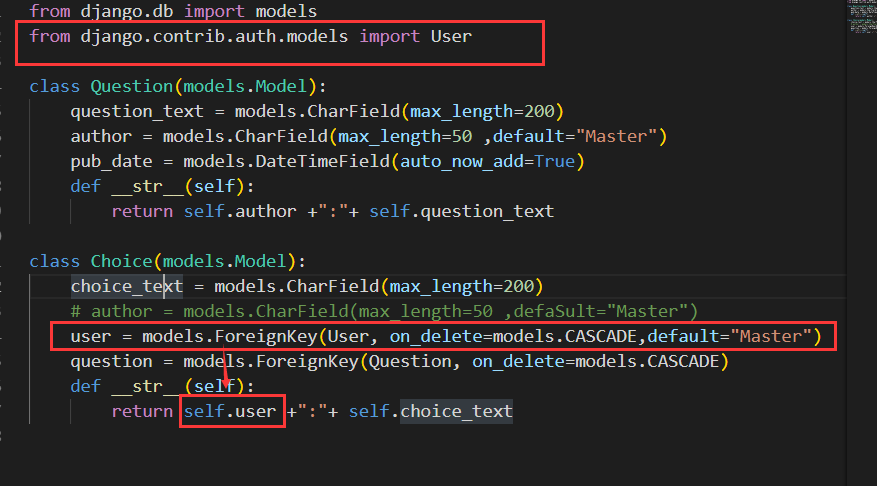 from django.db import models
from django.contrib.auth.models import User
class Question(models.Model):
question_text = models.CharField(max_length=200)
author = models.CharField(max_length=50 ,default="Master")
pub_date = models.DateTimeField(auto_now_add=True)
def __str__(self):
return self.author +":"+ self.question_text
class Choice(models.Model):
choice_text = models.CharField(max_length=200)
# author = models.CharField(max_length=50 ,defaSult="Master")
user = models.ForeignKey(User, on_delete=models.CASCADE,default="Master")
question = models.ForeignKey(Question, on_delete=models.CASCADE)
def __str__(self):
return self.user +":"+ self.choice_text